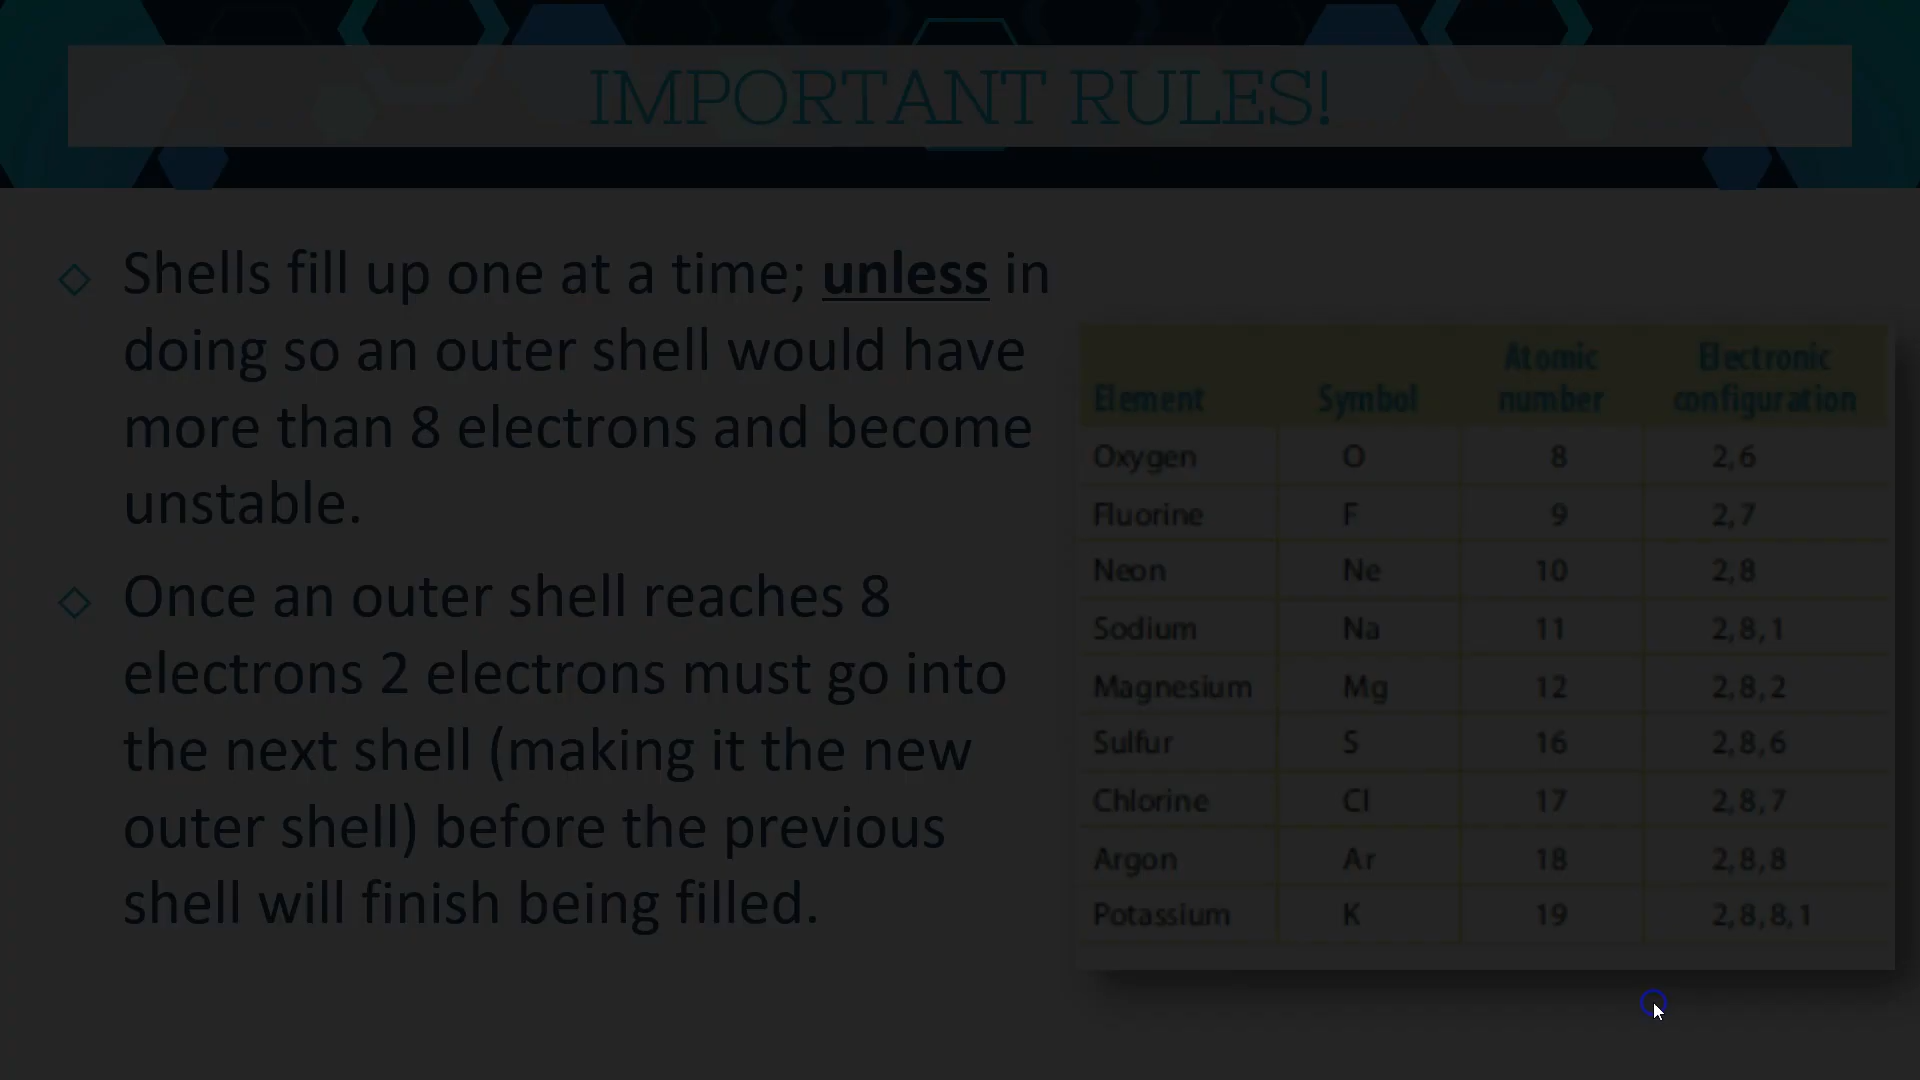 IMPORTANT RULES!
Shells fill up one at a time; unless in
doing so an outer shell would have
more than 8 electrons and become
unstable.
Once an outer shell reaches 8
electrons 2 electrons must go into
the next shell (making it the new
outer shell) before the previous
shell will finish being filled.
Element Symbol Atomic number Electronic configuration
Oxygen O 8 2,6
Fluorine F 9 2,7
Neon Ne 10 2,8
Sodium Na 11 2,8,1
Magnesium Mg 12 2,8,2
Sulfur S 16 2,8,6
Chlorine Cl 17 2,8,7
Argon Ar 18 2,8,8
Potassium K 19 2,8,8,1